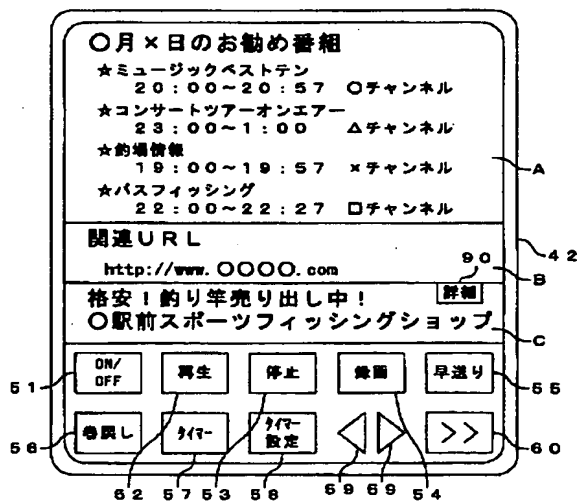 ○月×日のお勧め番組
☆ミュージックベストテン
20:00~20:57 ○チャンネル
☆コンサートツアーオンエアー
23:00~1:00 △チャンネル
☆釣場情報
19:00~19:57 ×チャンネル
☆バスフィッシング
22:00~22:27 □チャンネル
A
関連URL
42
http://www.○○○○.com
90
B
格安!釣り竿売り出し中!
詳細
○駅前スポーツフィッシングショップ
C
ON/OFF
再生
停止
録画
早送り
51
55
巻戻し
タイマー
タイマー設定
>>
56
52
57
53
58
59
69
54
60